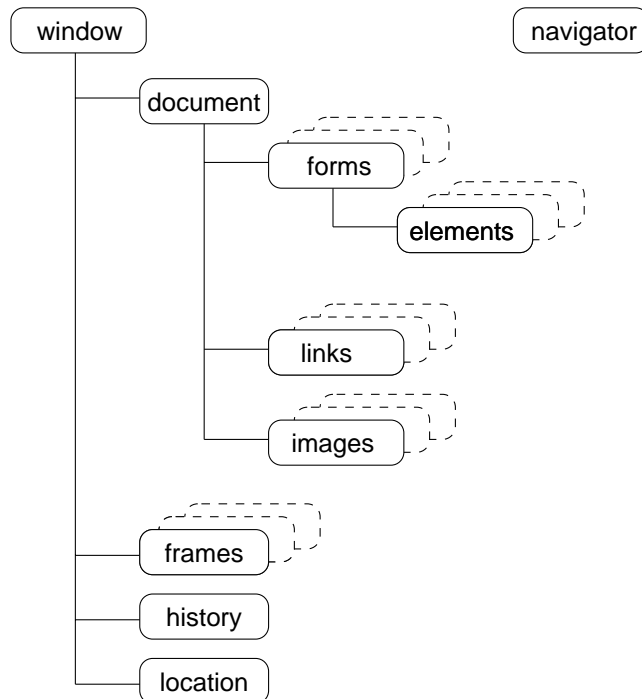 window
navigator
document
forms
elements
links
images
frames
history
location